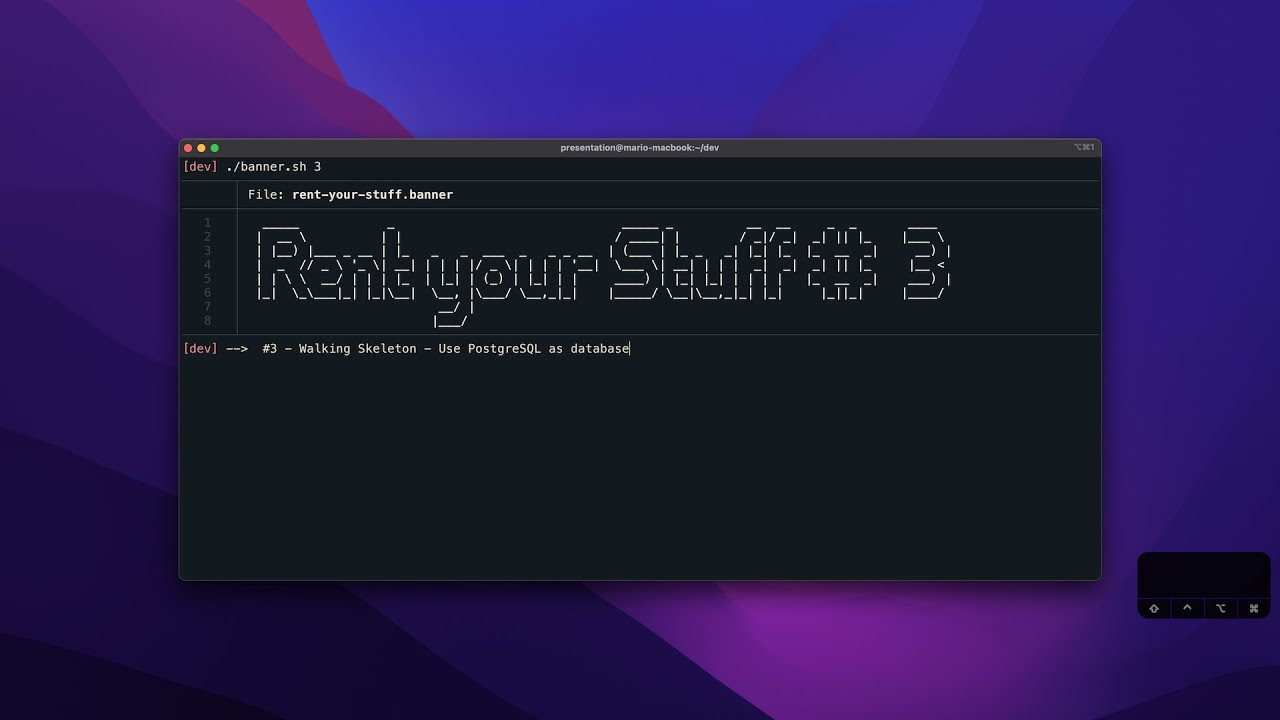 presentation@mario-macbook:~/dev
⌥⌘1
[dev] ./banner.sh 3
File: rent-your-stuff.banner
1
2
3
4
5
6
7
8
Rent your Stuff # 3
[dev] -->  #3 - Walking Skeleton - Use PostgreSQL as database
⇧ ^ ⌥ ⌘